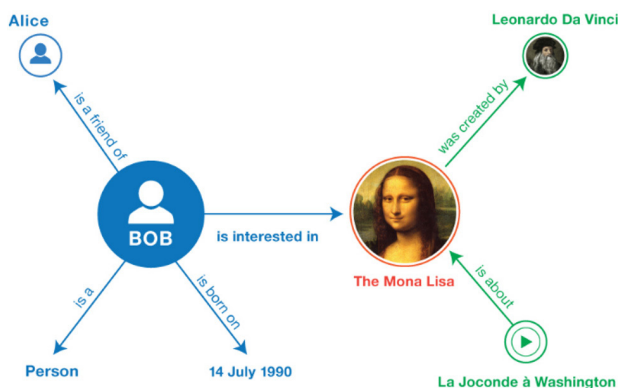 Alice
Leonardo Da Vinci
is a friend of
was created by
BOB
is interested in
The Mona Lisa
is a
is born on
is about
Person
14 July 1990
La Joconde à Washington